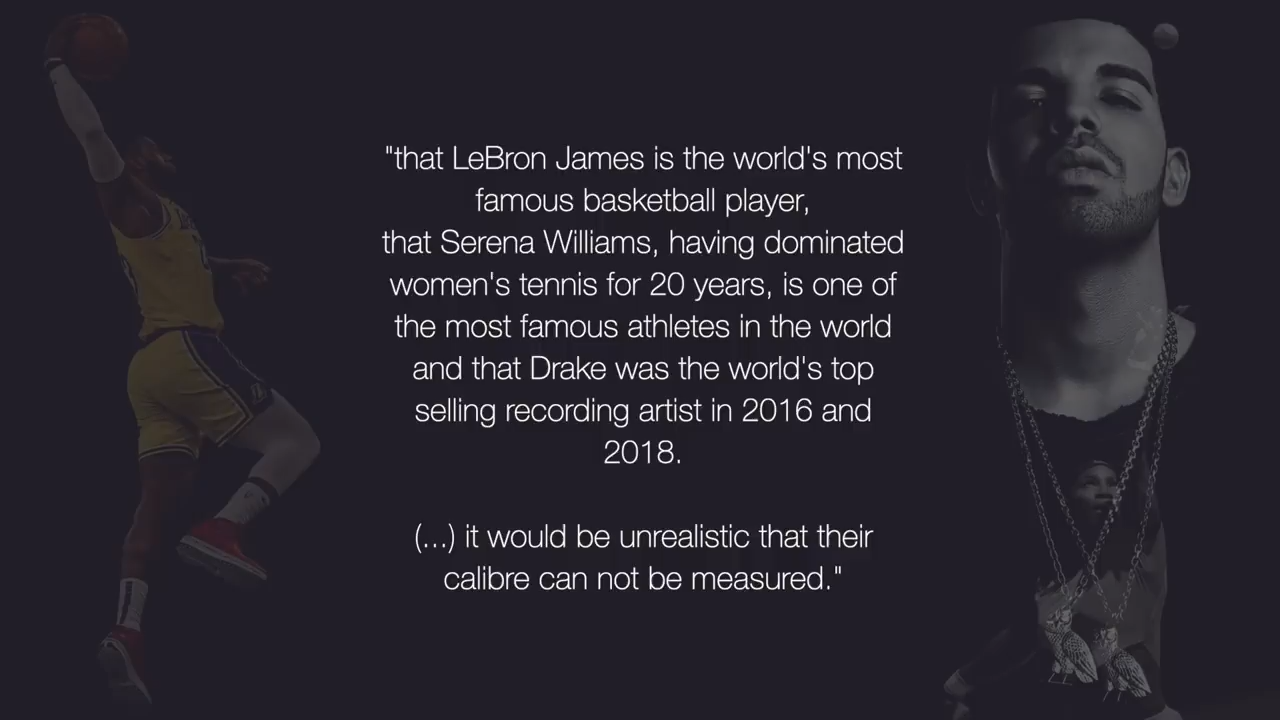 "that LeBron James is the world's most
famous basketball player,
that Serena Williams, having dominated
women's tennis for 20 years, is one of
the most famous athletes in the world
and that Drake was the world's top
selling recording artist in 2016 and
2018.
(...) it would be unrealistic that their
calibre can not be measured."